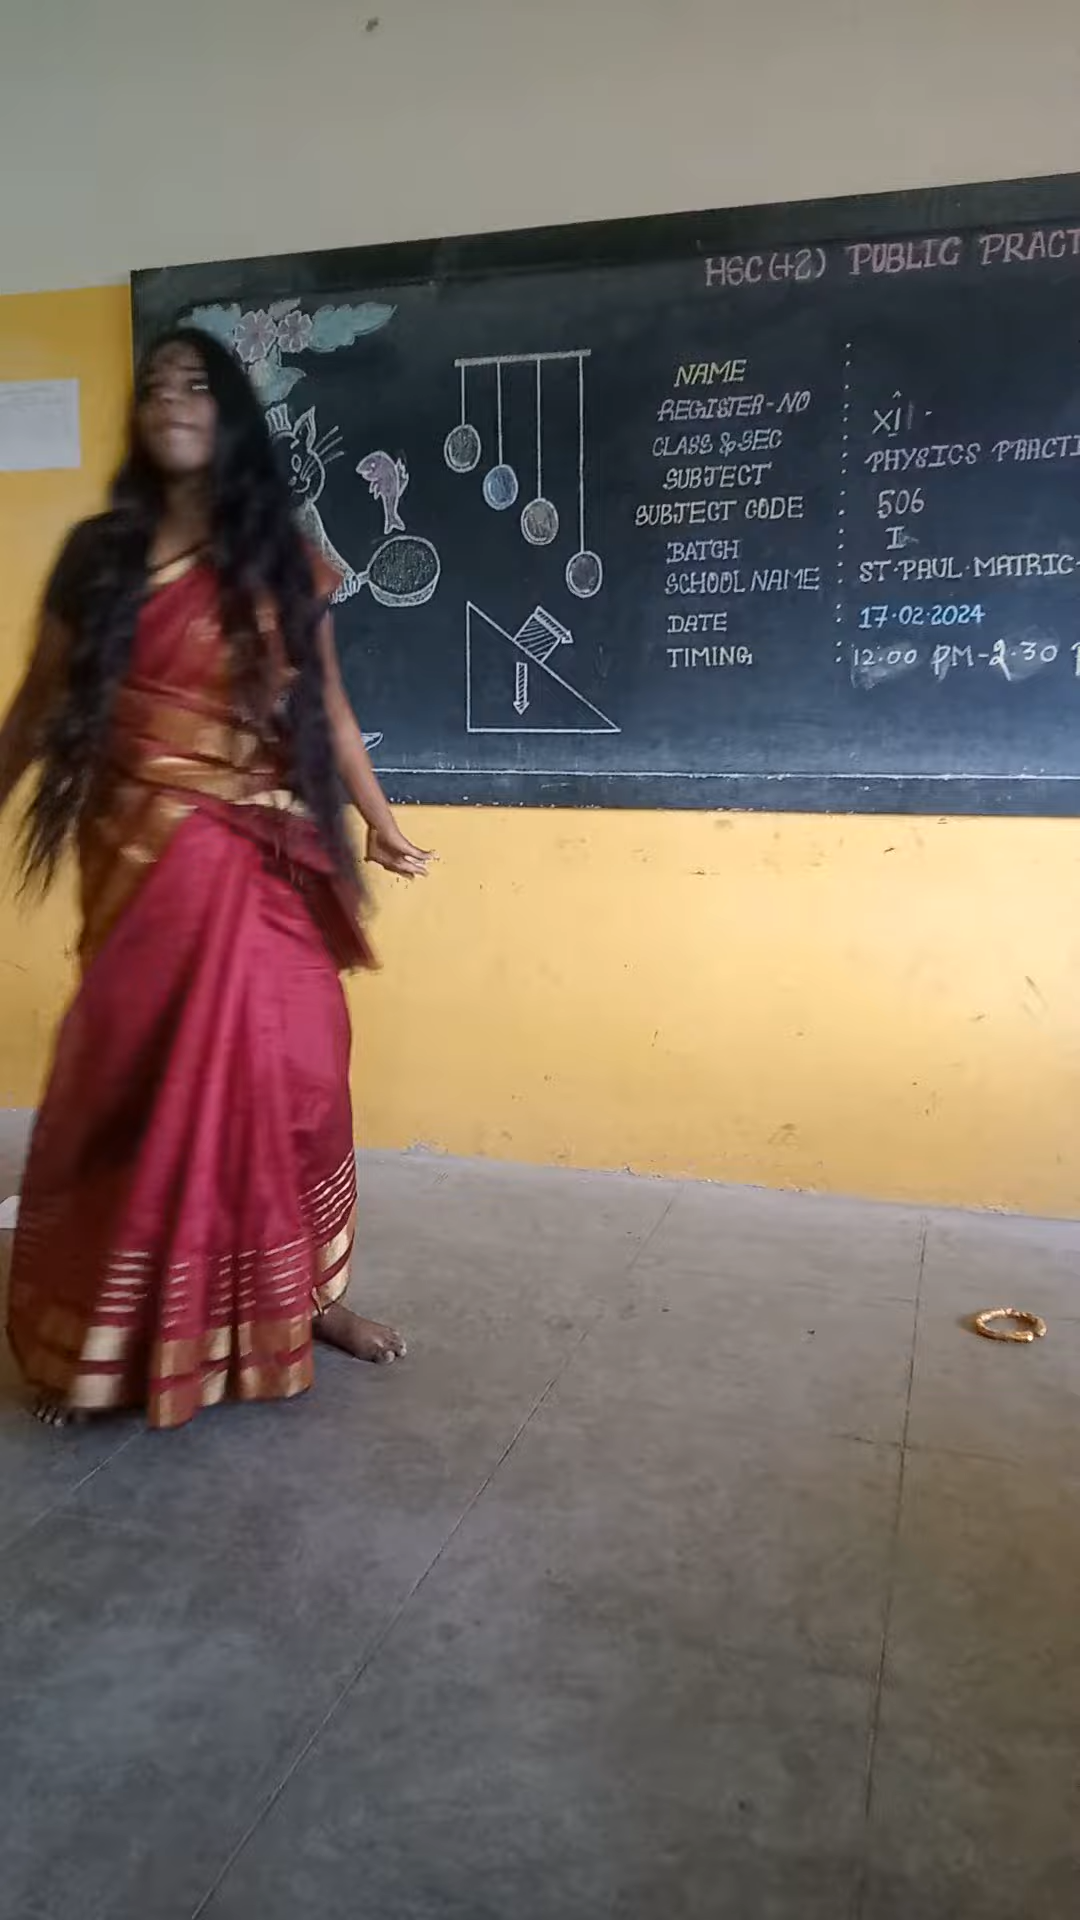 HSC(+2) PUBLIC PRACT
NAME :
REGISTER-NO :
CLASS & SEC : XII
SUBJECT : PHYSICS PRACTI
SUBJECT CODE : 506
BATCH : I
SCHOOL NAME : ST·PAUL·MATRIC·
DATE : 17·02·2024
TIMING : 12:00 PM-2·30 P